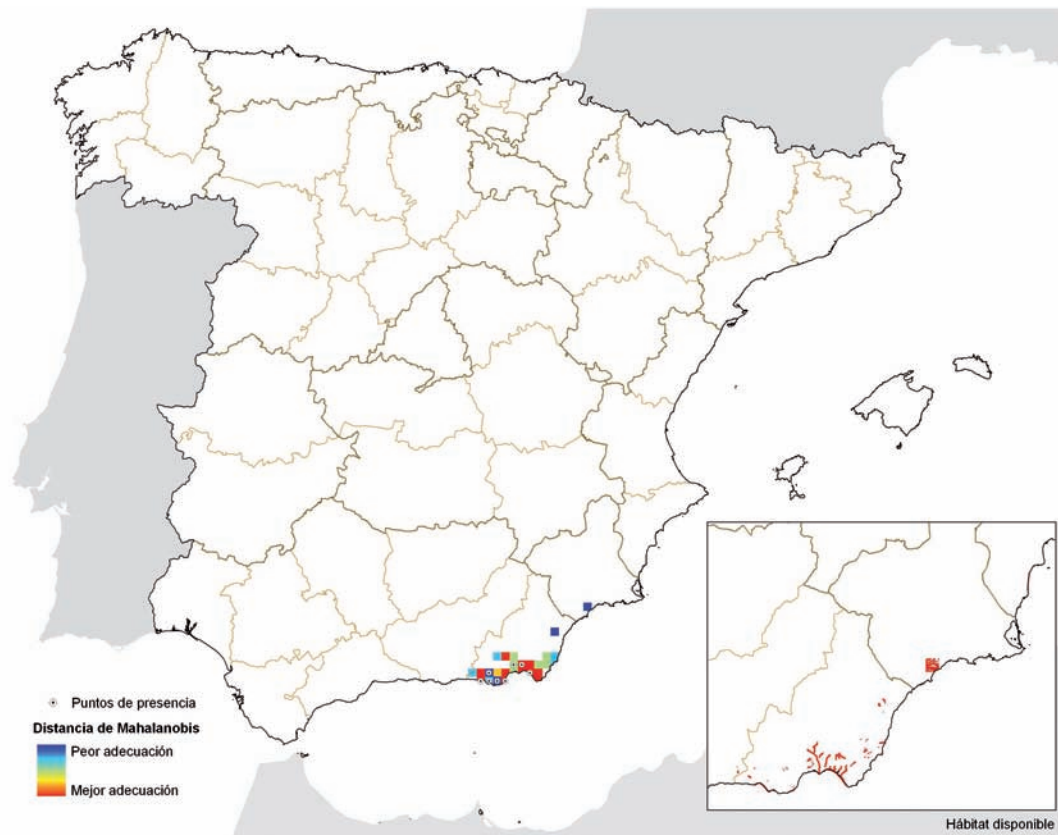 Puntos de presencia
Distancia de Mahalanobis
Peor adecuación
Mejor adecuación
Hábitat disponible